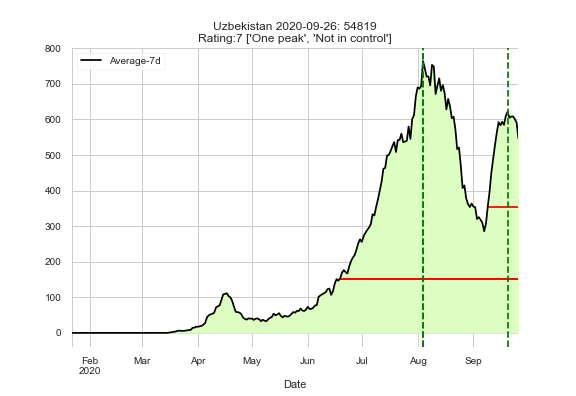 Uzbekistan 2020-09-26: 54819
Rating:7 ['One peak', 'Not in control']
Average-7d
800
700
600
500
400
300
200
100
0
Feb Mar Apr May Jun Jul Aug Sep
2020
Date